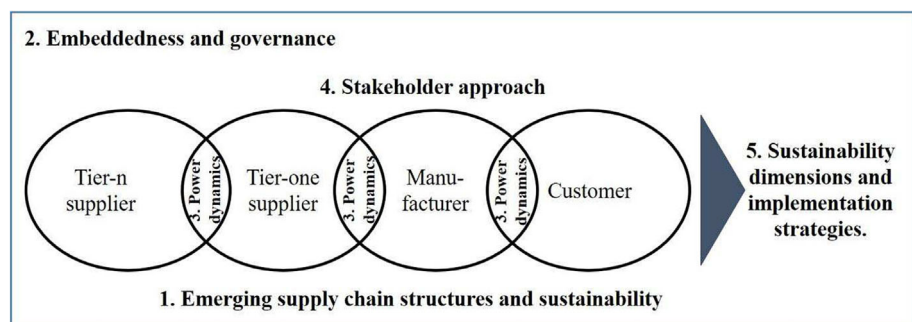 2. Embeddedness and governance
4. Stakeholder approach
Tier-n
supplier
3. Power
dynamics
Tier-one
supplier
3. Power
dynamics
Manu-
facturer
3. Power
dynamics
Customer
5. Sustainability
dimensions and
implementation
strategies.
1. Emerging supply chain structures and sustainability